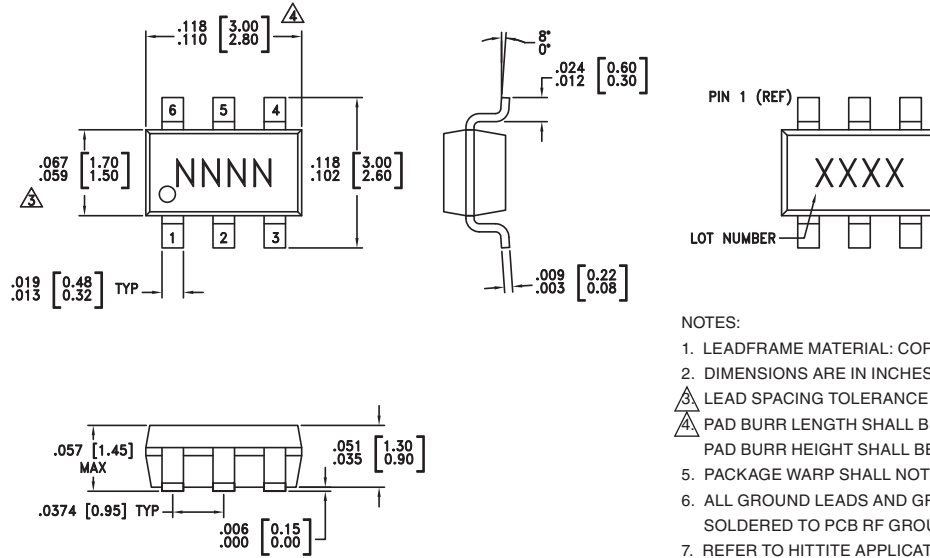 .118 [3.00]
.110 [2.80]
4
6 5 4
NNNN
1 2 3
.067 [1.70]
.059 [1.50]
3
.118 [3.00]
.102 [2.60]
.019 [0.48] TYP
.013 [0.32]
8°
0°
.024 [0.60]
.012 [0.30]
.009 [0.22]
.003 [0.08]
PIN 1 (REF)
XXXX
LOT NUMBER
.057 [1.45]
MAX
.051 [1.30]
.035 [0.90]
.0374 [0.95] TYP
.006 [0.15]
.000 [0.00]
NOTES:
1. LEADFRAME MATERIAL: COP
2. DIMENSIONS ARE IN INCHES
3. LEAD SPACING TOLERANCE
4. PAD BURR LENGTH SHALL B
PAD BURR HEIGHT SHALL BE
5. PACKAGE WARP SHALL NOT
6. ALL GROUND LEADS AND GR
SOLDERED TO PCB RF GROU
7. REFER TO HITTITE APPLICAT